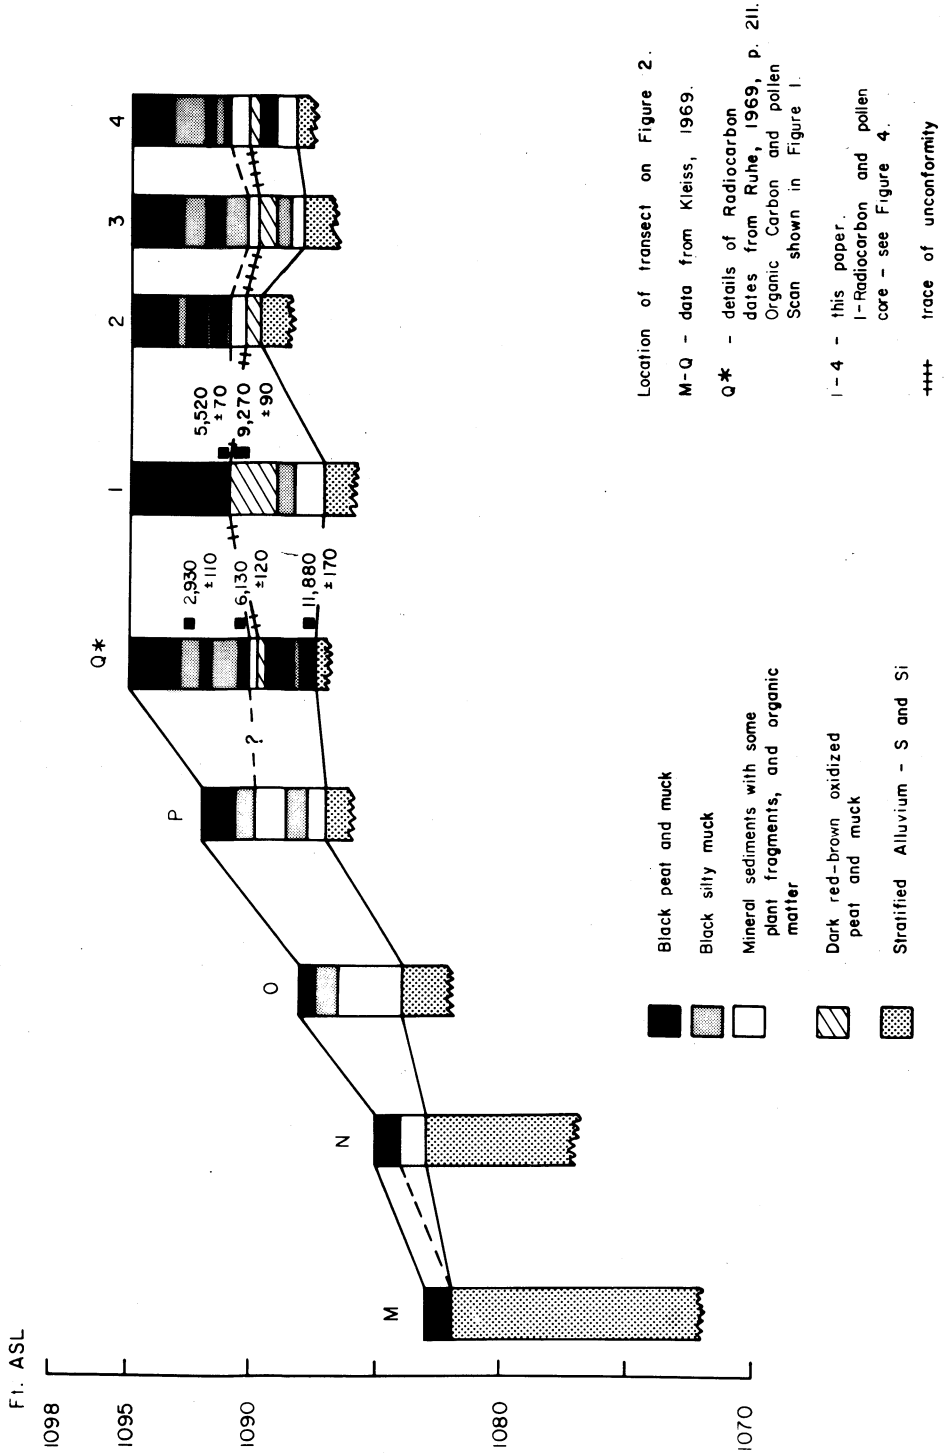 Ft. ASL
1098
1095
1090
1080
1070
M
N
O
P
Q*
1
2
3
4
2,930
±110
6,130
±120
11,880
±170
5,520
±70
9,270
±90
Black peat and muck
Black silty muck
Mineral sediments with some
plant fragments, and organic
matter
Dark red-brown oxidized
peat and muck
Stratified Alluvium - S and Si
Location of transect on Figure 2.
M-Q - data from Kleiss, 1969.
Q* - details of Radiocarbon
dates from Ruhe, 1969, p. 211.
Organic Carbon and pollen
Scan shown in Figure 1.
1-4 - this paper.
1-Radiocarbon and pollen
core - see Figure 4.
trace of unconformity
?